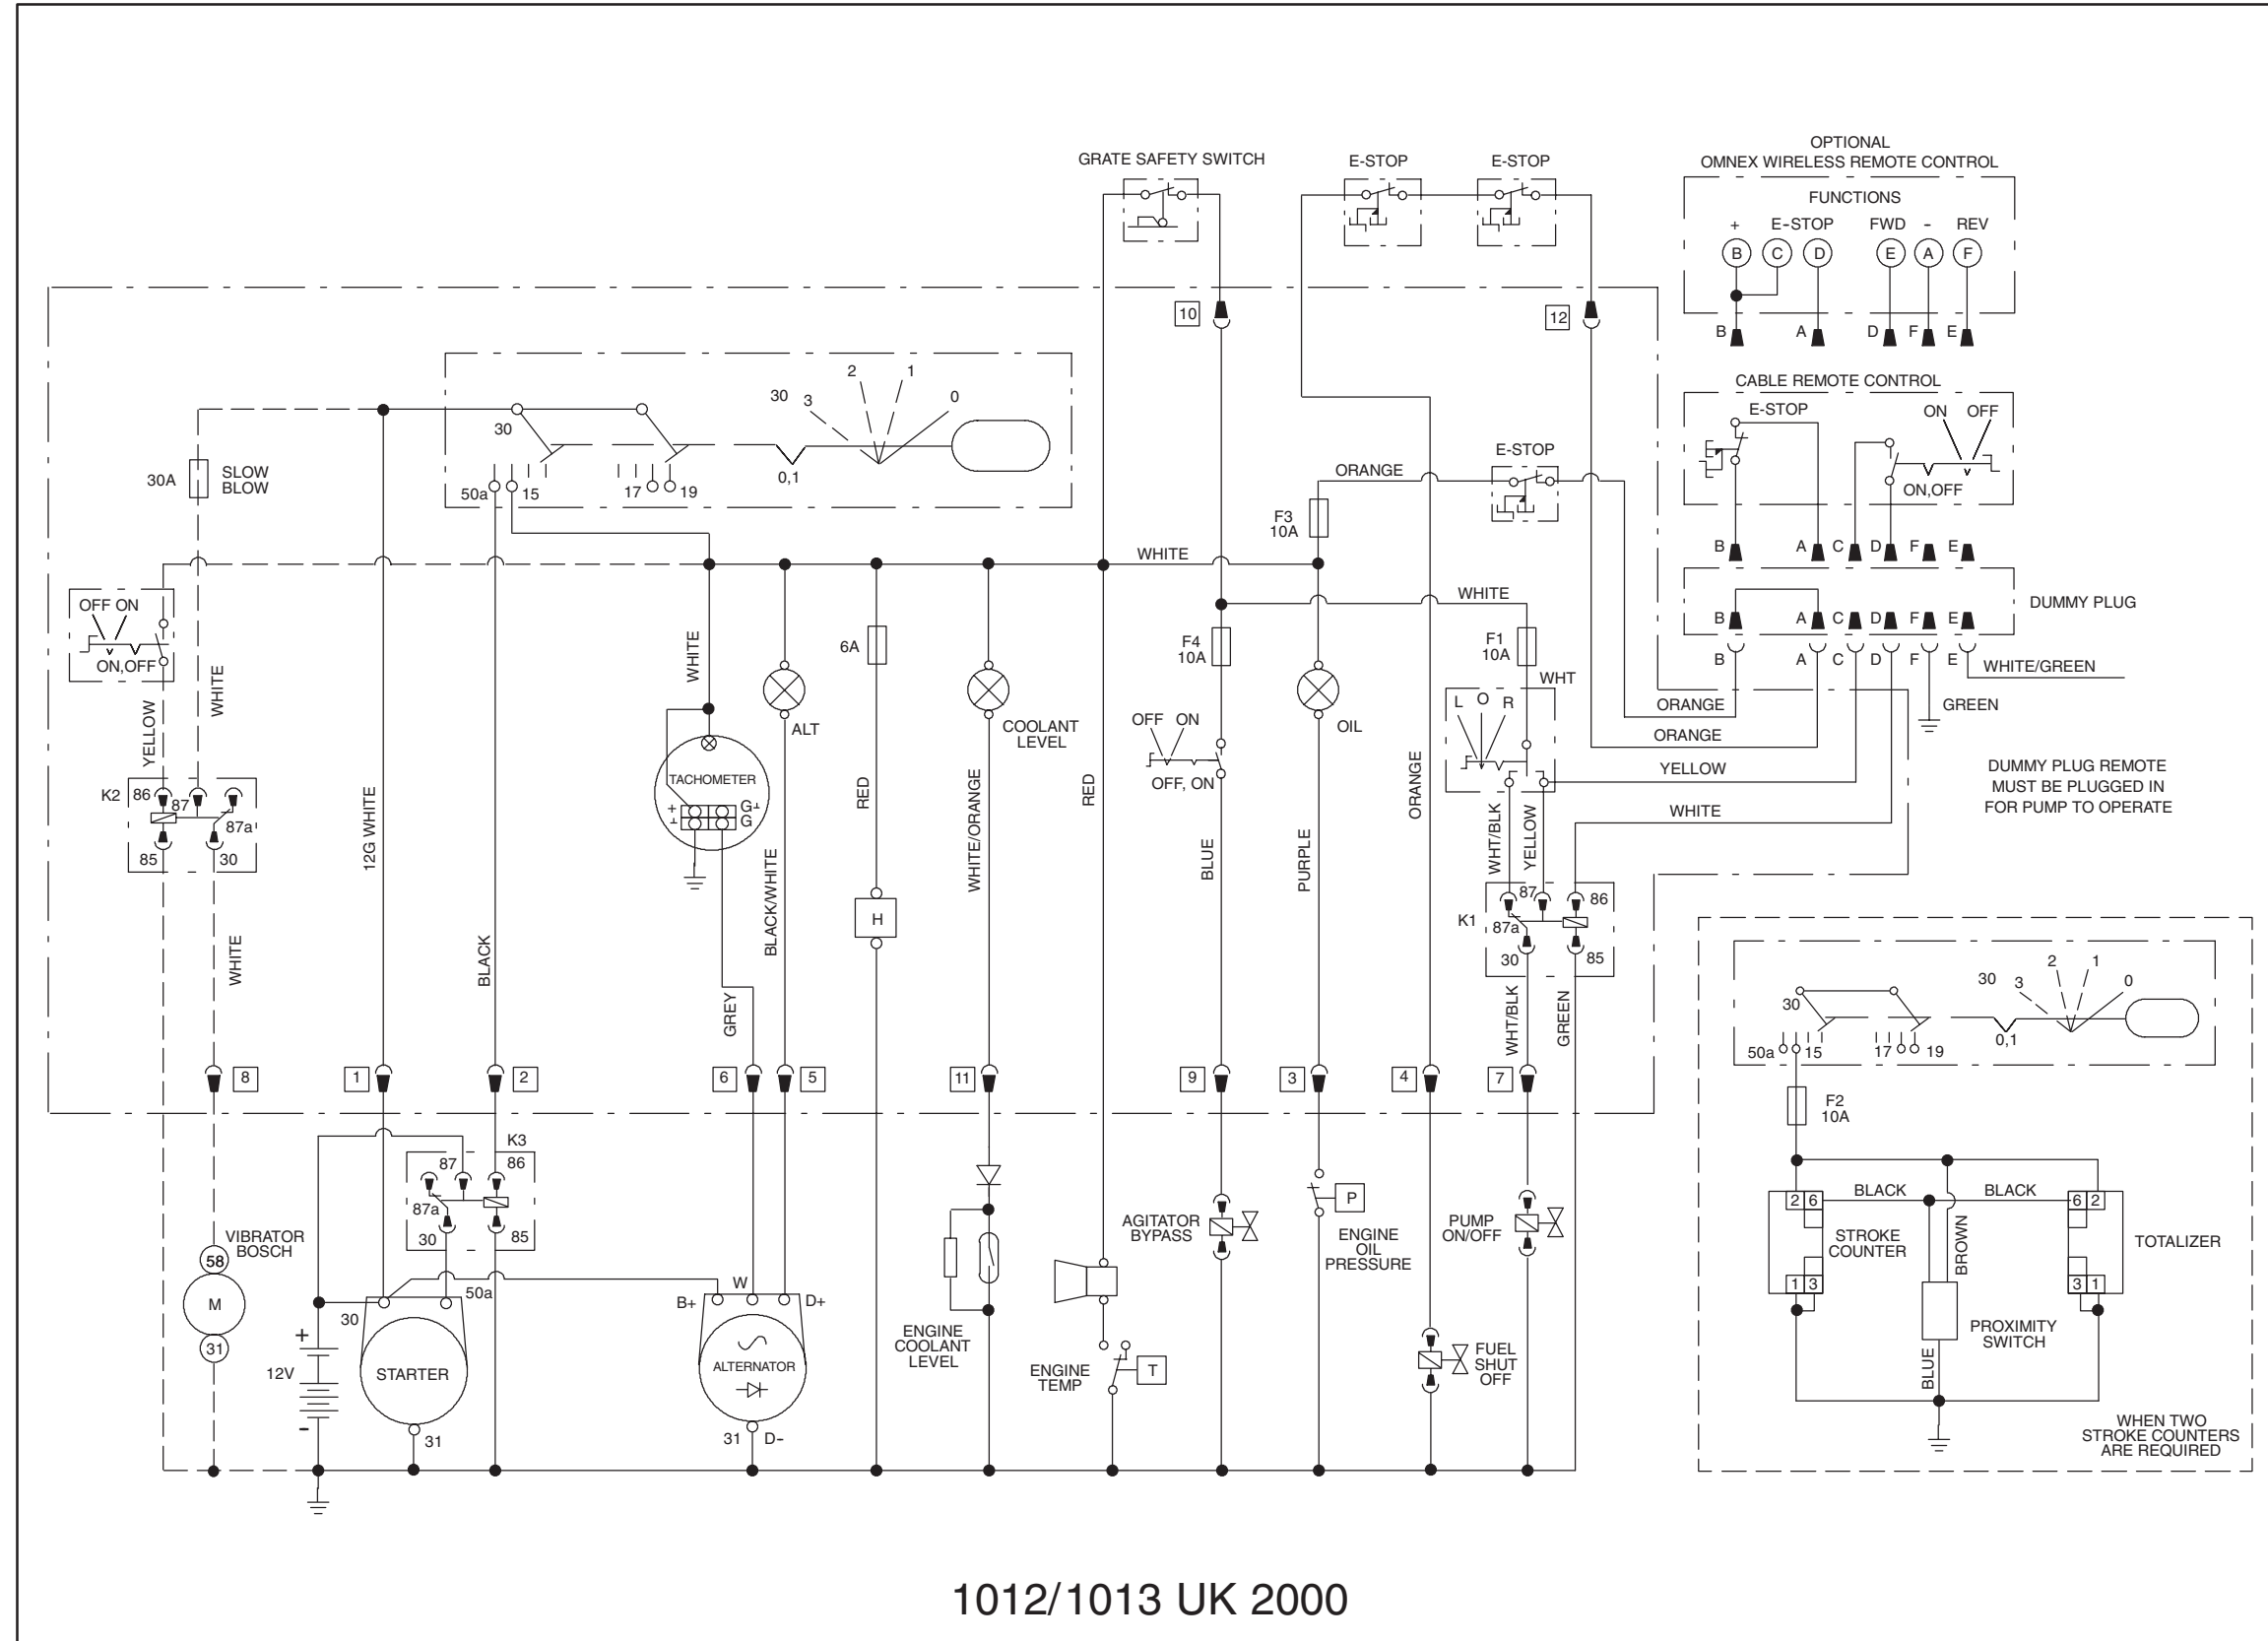 GRATE SAFETY SWITCH
E-STOP
E-STOP
OPTIONAL
OMNEX WIRELESS REMOTE CONTROL
FUNCTIONS
+ E-STOP FWD - REV
B C D E A F
B A D F E
10
12
CABLE REMOTE CONTROL
E-STOP
ON OFF
ON,OFF
B A C D F E
DUMMY PLUG
B A C D F E
B A C D F E
WHITE/GREEN
GREEN
ORANGE
ORANGE
YELLOW
WHITE
DUMMY PLUG REMOTE
MUST BE PLUGGED IN
FOR PUMP TO OPERATE
30 3 2 1 0
30
0,1
50a 15 17 19
30A
SLOW
BLOW
E-STOP
ORANGE
F3
10A
WHITE
WHITE
OFF ON
ON,OFF
YELLOW
WHITE
K2 86 87
87a
85 30
WHITE
12G WHITE
BLACK
WHITE
TACHOMETER
+ G⊥
⊥ G
GREY
ALT
BLACK/WHITE
6A
RED
H
COOLANT
LEVEL
WHITE/ORANGE
RED
F4
10A
OFF ON
OFF, ON
BLUE
OIL
PURPLE
ORANGE
F1
10A
WHT
L O R
WHT/BLK
YELLOW
K1 87 86
87a
30 85
WHT/BLK
GREEN
8 1 2 6 5 11 9 3 4 7
K3
87 86
87a
30 85
VIBRATOR
BOSCH
58
M
31
30
50a
+
12V
-
STARTER
31
W
B+ D+
ALTERNATOR
31 D-
ENGINE
COOLANT
LEVEL
ENGINE
TEMP
T
AGITATOR
BYPASS
P
ENGINE
OIL
PRESSURE
PUMP
ON/OFF
FUEL
SHUT
OFF
30 3 2 1 0
30
0,1
50a 15 17 19
F2
10A
2 6 BLACK BLACK 6 2
STROKE
COUNTER
BROWN
TOTALIZER
1 3 3 1
PROXIMITY
SWITCH
BLUE
WHEN TWO
STROKE COUNTERS
ARE REQUIRED
1012/1013 UK 2000